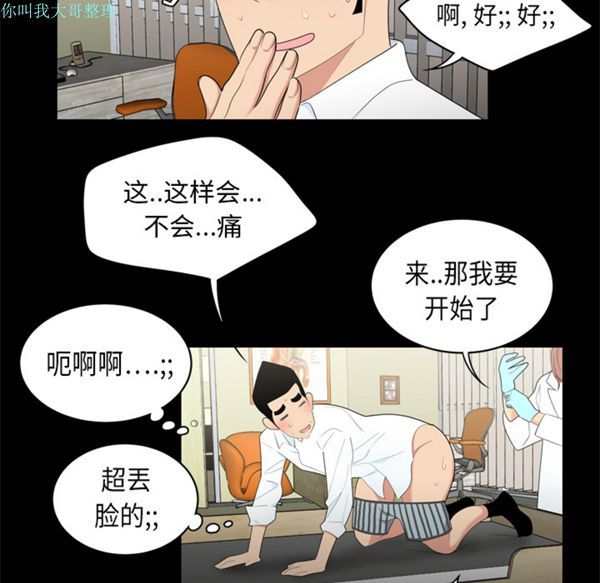 你叫我大哥整理
啊, 好;; 好;;
这..这样会...
不会...痛
来..那我要
开始了
呃啊啊....;;
超丢
脸的;;